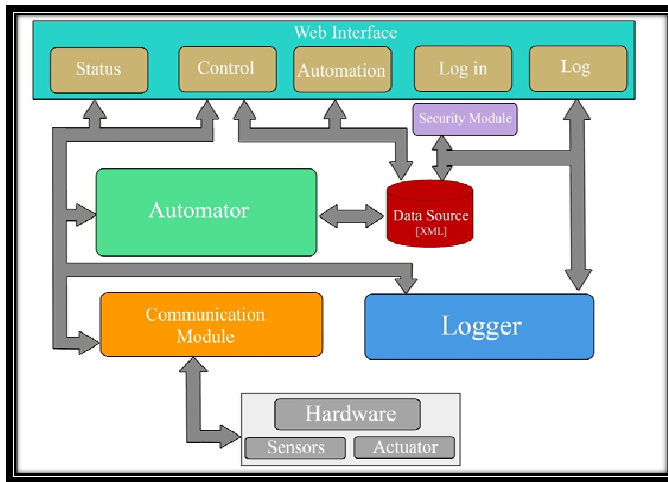 Web Interface
Status
Control
Automation
Log in
Log
Security Module
Automator
Data Source
[XML]
Communication
Module
Logger
Hardware
Sensors
Actuator